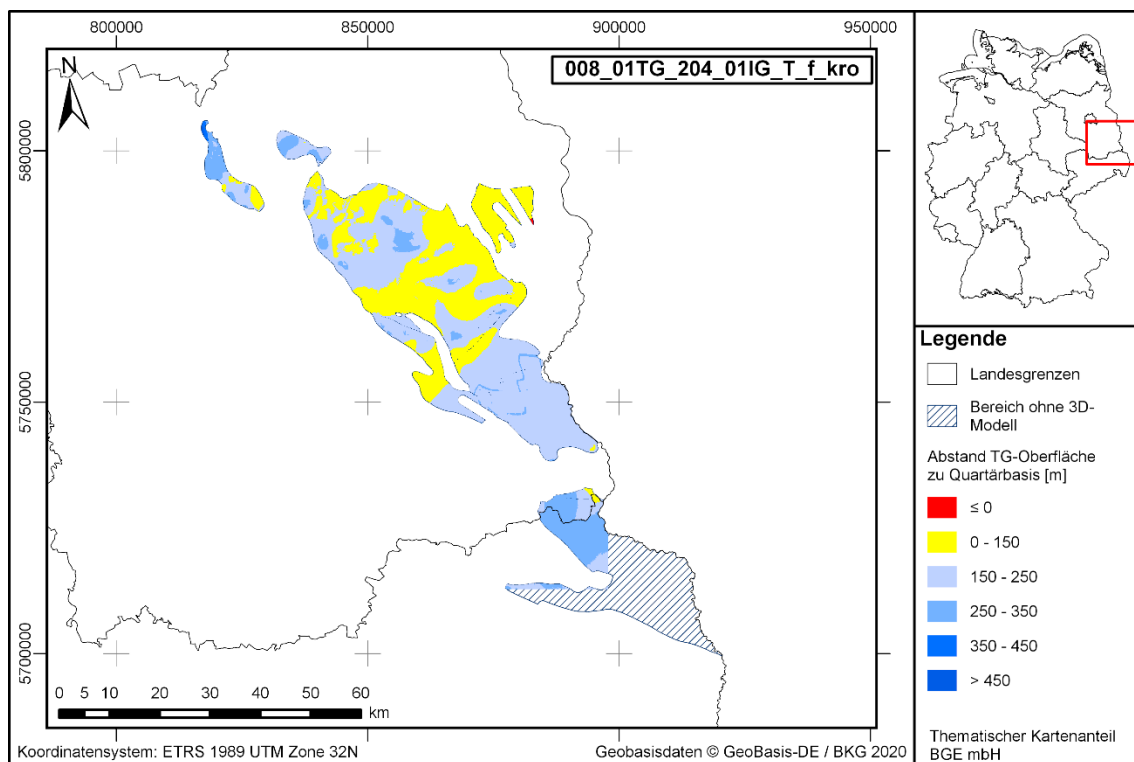 800000
850000
900000
950000
N
008_01TG_204_01IG_T_f_kro
5800000
5750000
5700000
0 5 10 20 30 40 50 60
km
Koordinatensystem: ETRS 1989 UTM Zone 32N
Geobasisdaten © GeoBasis-DE / BKG 2020
Legende
Landesgrenzen
Bereich ohne 3D-
Modell
Abstand TG-Oberfläche
zu Quartärbasis [m]
≤ 0
0 - 150
150 - 250
250 - 350
350 - 450
> 450
Thematischer Kartenanteil
BGE mbH